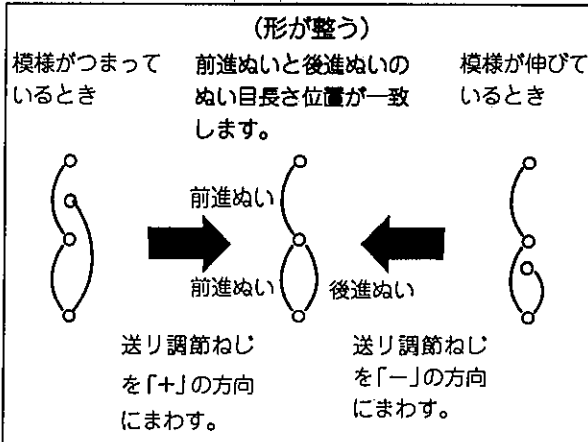 (形が整う)
模様がつまって
いるとき
前進ぬいと後進ぬいの
ぬい目長さ位置が一致
します。
模様が伸びて
いるとき
前進ぬい
前進ぬい
後進ぬい
送り調節ねじ
を「+」の方向
にまわす。
送り調節ねじ
を「−」の方向
にまわす。